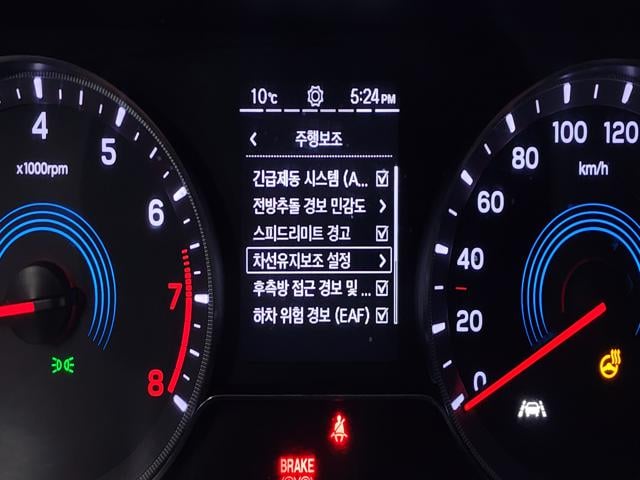 10℃ 5:24 PM
< 주행보조
긴급제동 시스템 (A...
전방추돌 경보 민감도 >
스피드리미트 경고
차선유지보조 설정 >
후측방 접근 경보 및 ...
하차 위험 경보 (EAF)
4
5
6
7
8
x1000rpm
120
100
80
60
40
20
0
km/h
BRAKE